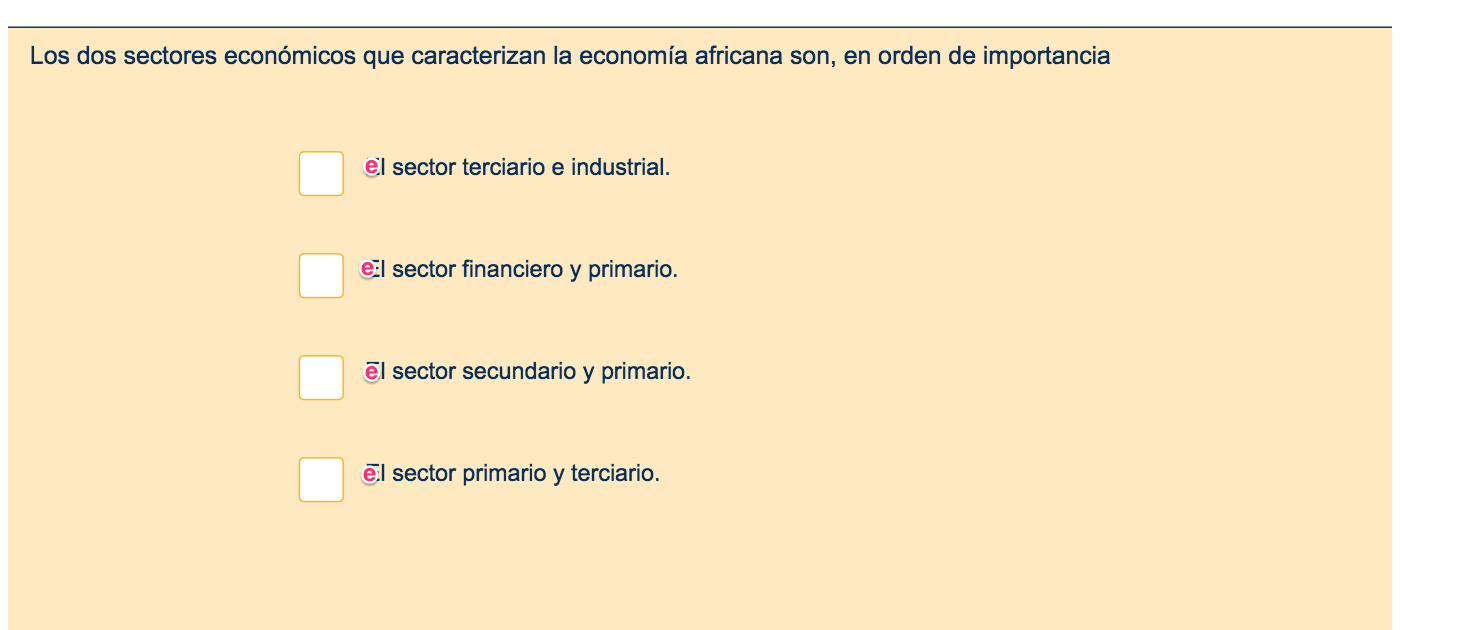 Los dos sectores económicos que caracterizan la economía africana son, en orden de importancia
el sector terciario e industrial.
el sector financiero y primario.
el sector secundario y primario.
el sector primario y terciario.